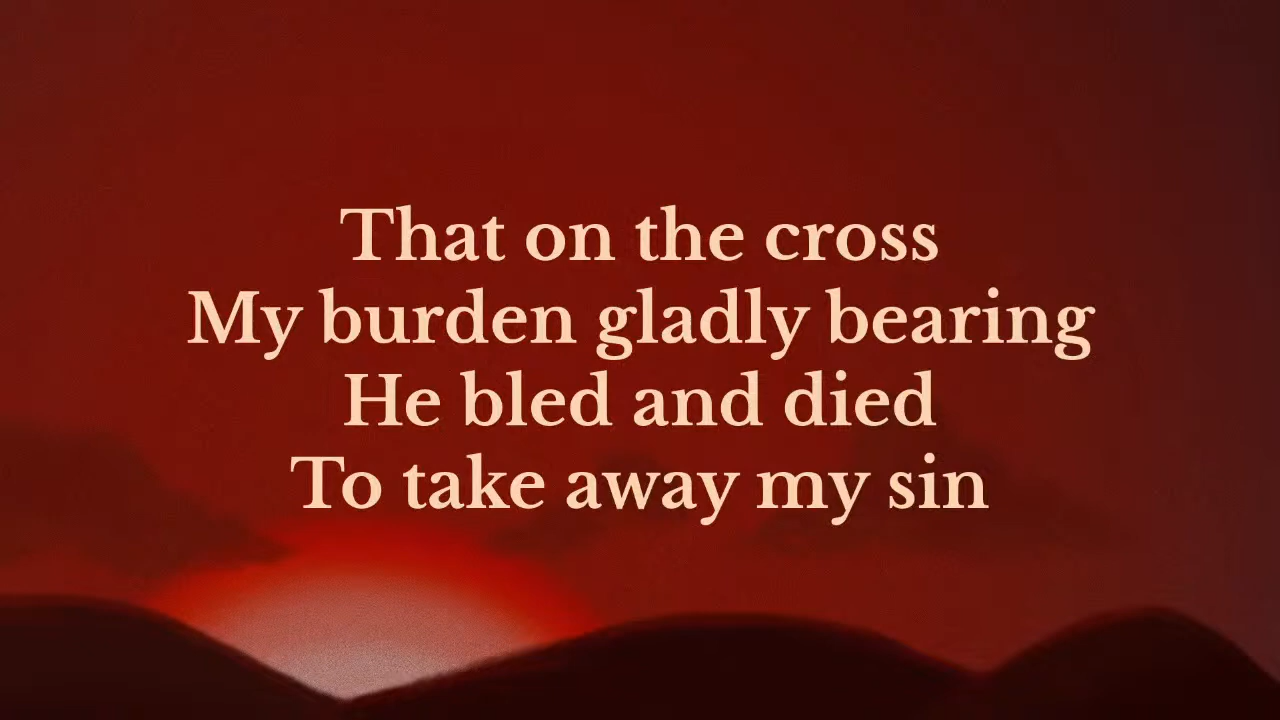 That on the cross
My burden gladly bearing
He bled and died
To take away my sin